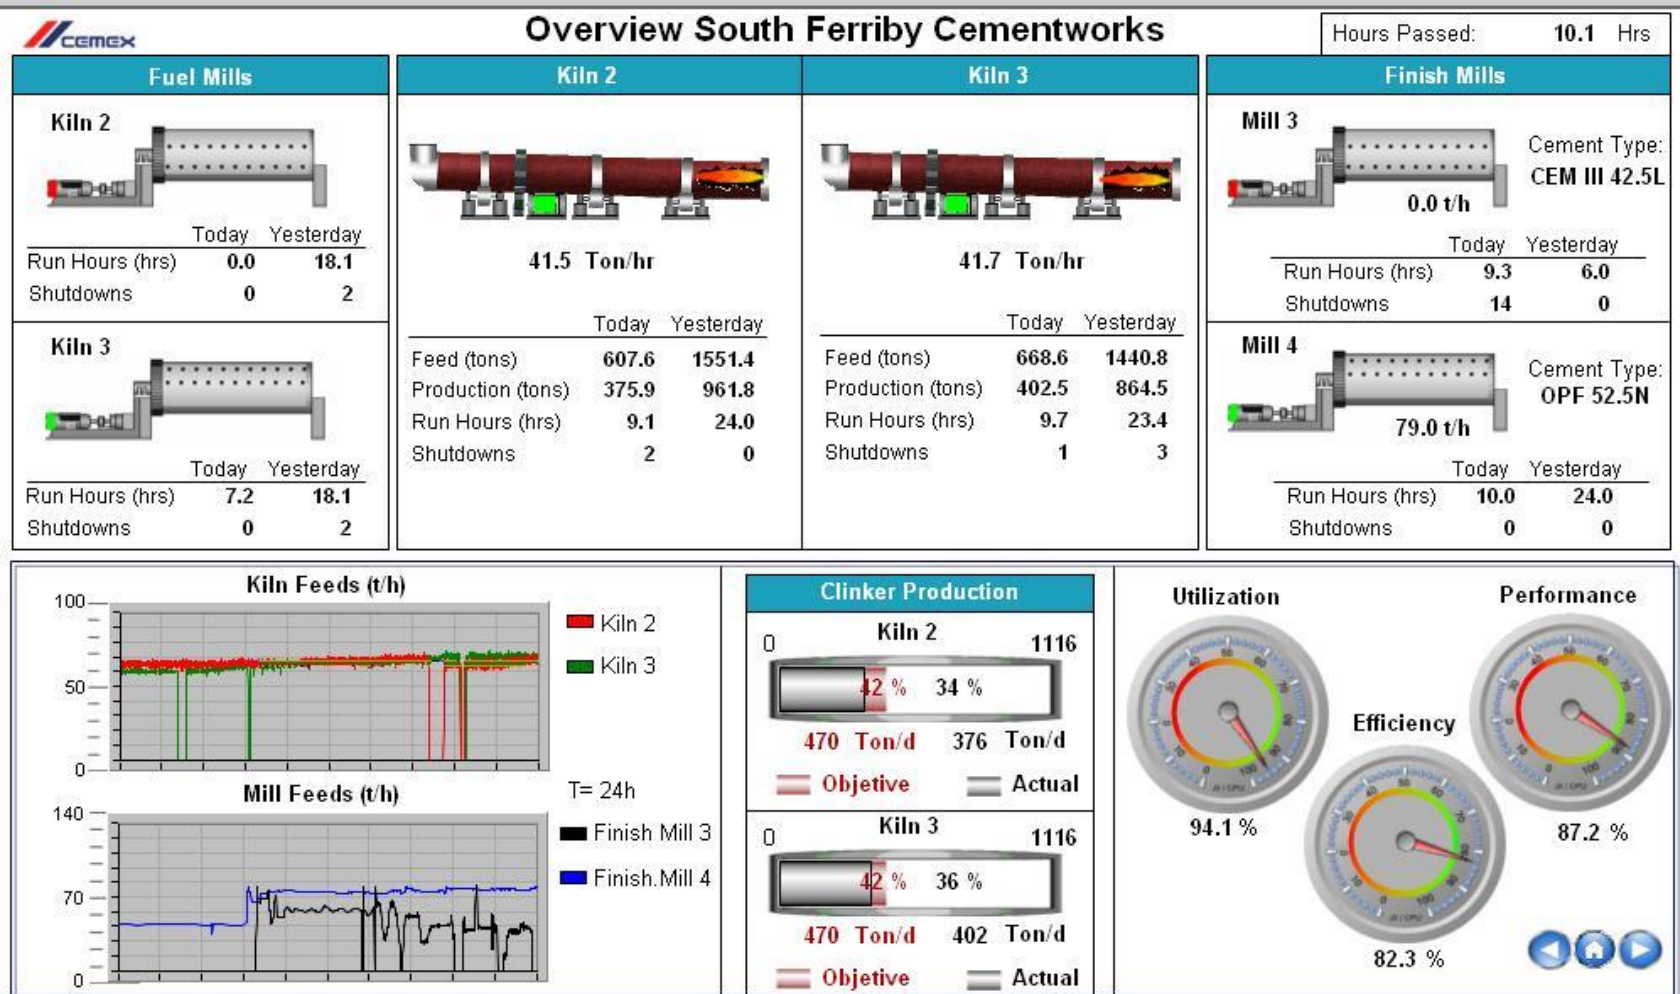 CEMEX
Overview South Ferriby Cementworks
Hours Passed: 10.1 Hrs
Fuel Mills
Kiln 2
Today Yesterday
Run Hours (hrs) 0.0 18.1
Shutdowns 0 2
Kiln 3
Today Yesterday
Run Hours (hrs) 7.2 18.1
Shutdowns 0 2
Kiln 2
41.5 Ton/hr
Today Yesterday
Feed (tons) 607.6 1551.4
Production (tons) 375.9 961.8
Run Hours (hrs) 9.1 24.0
Shutdowns 2 0
Kiln 3
41.7 Ton/hr
Today Yesterday
Feed (tons) 668.6 1440.8
Production (tons) 402.5 864.5
Run Hours (hrs) 9.7 23.4
Shutdowns 1 3
Finish Mills
Mill 3
Cement Type:
CEM III 42.5L
0.0 t/h
Today Yesterday
Run Hours (hrs) 9.3 6.0
Shutdowns 14 0
Mill 4
Cement Type:
OPF 52.5N
79.0 t/h
Today Yesterday
Run Hours (hrs) 10.0 24.0
Shutdowns 0 0
Kiln Feeds (t/h)
100
50
0
Kiln 2
Kiln 3
T= 24h
Mill Feeds (t/h)
140
70
0
Finish Mill 3
Finish.Mill 4
Clinker Production
Kiln 2
0 1116
42 % 34 %
470 Ton/d 376 Ton/d
Objetive Actual
Kiln 3
0 1116
42 % 36 %
470 Ton/d 402 Ton/d
Objetive Actual
Utilization
94.1 %
Efficiency
82.3 %
Performance
87.2 %